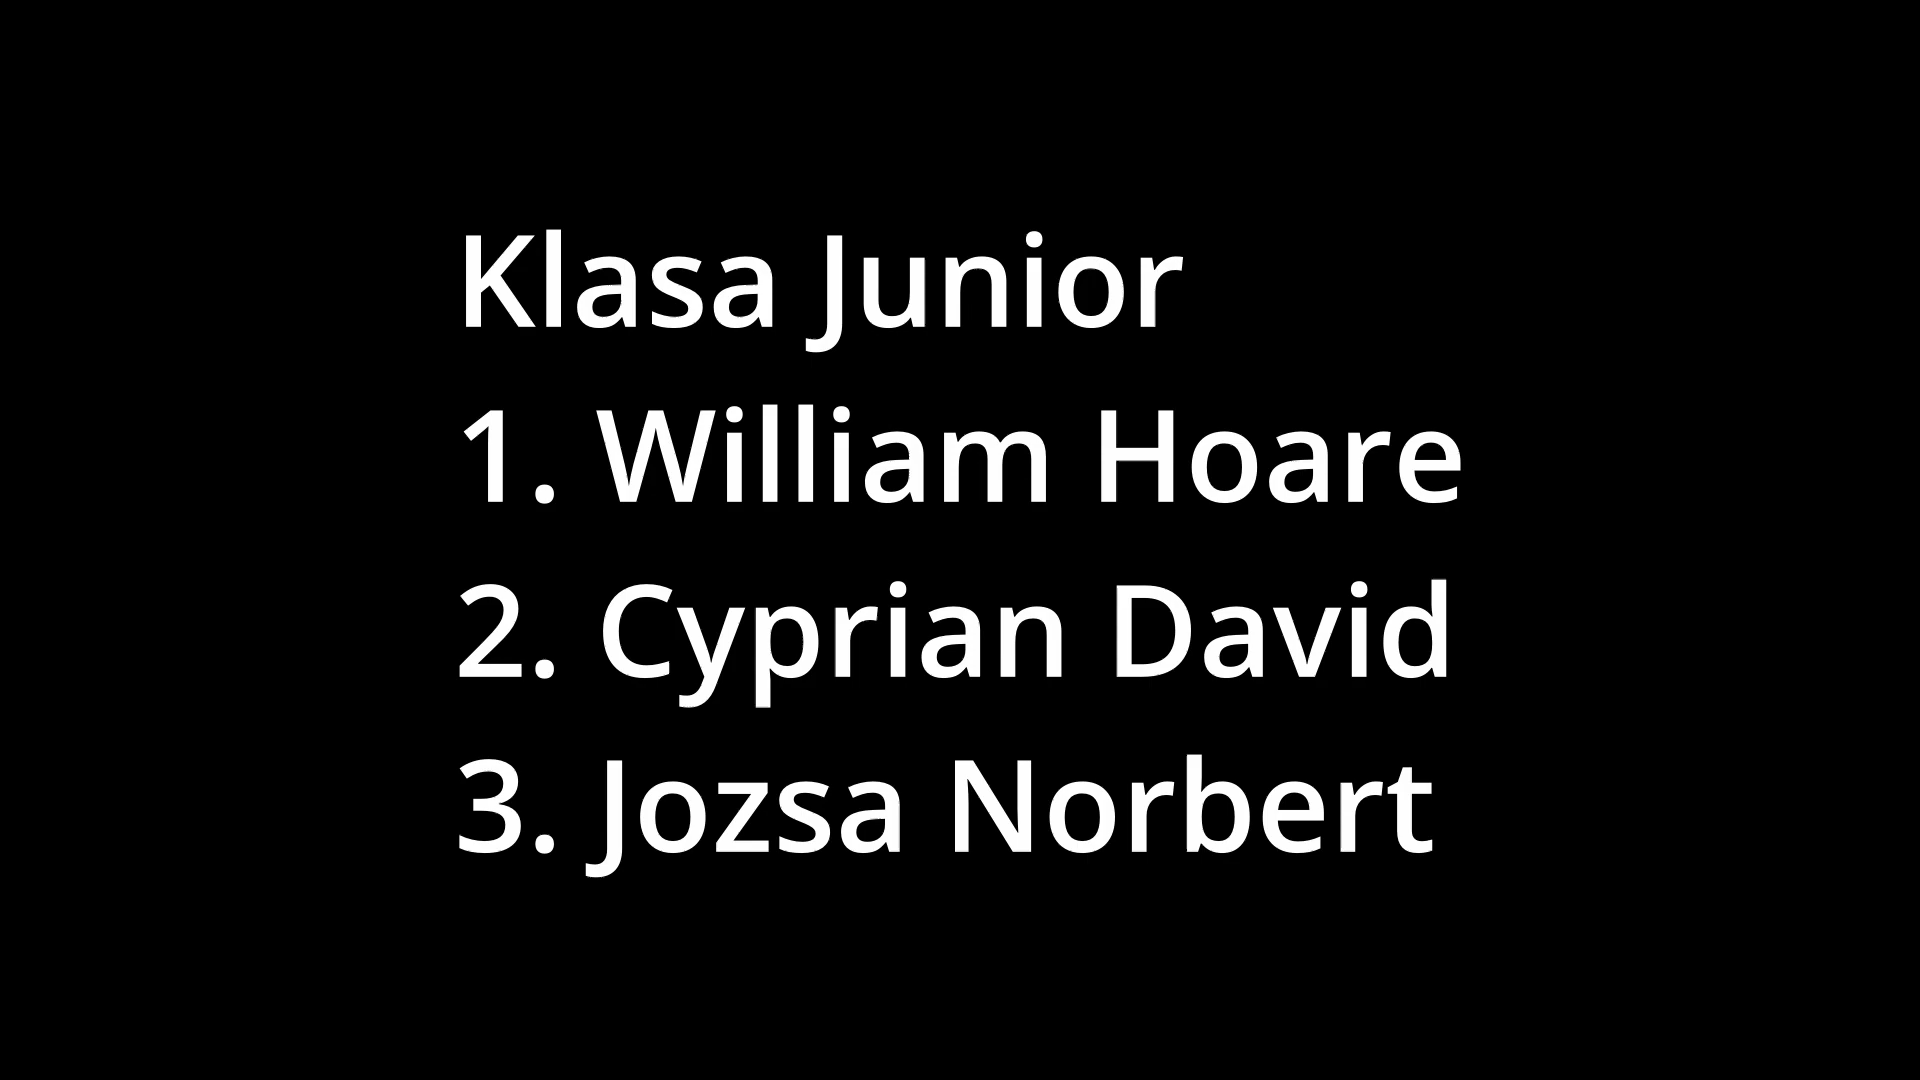 Klasa Junior
1. William Hoare
2. Cyprian David
3. Jozsa Norbert